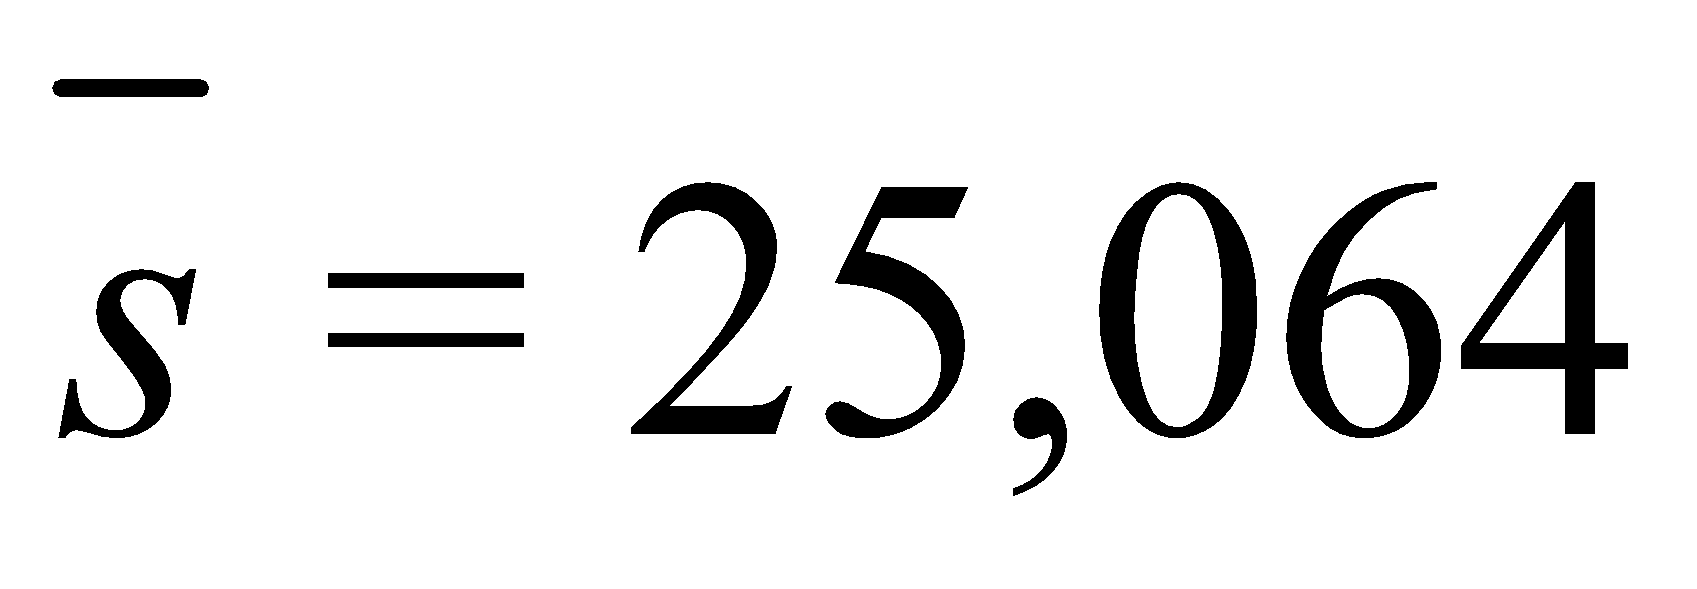 s̅ = 25,064